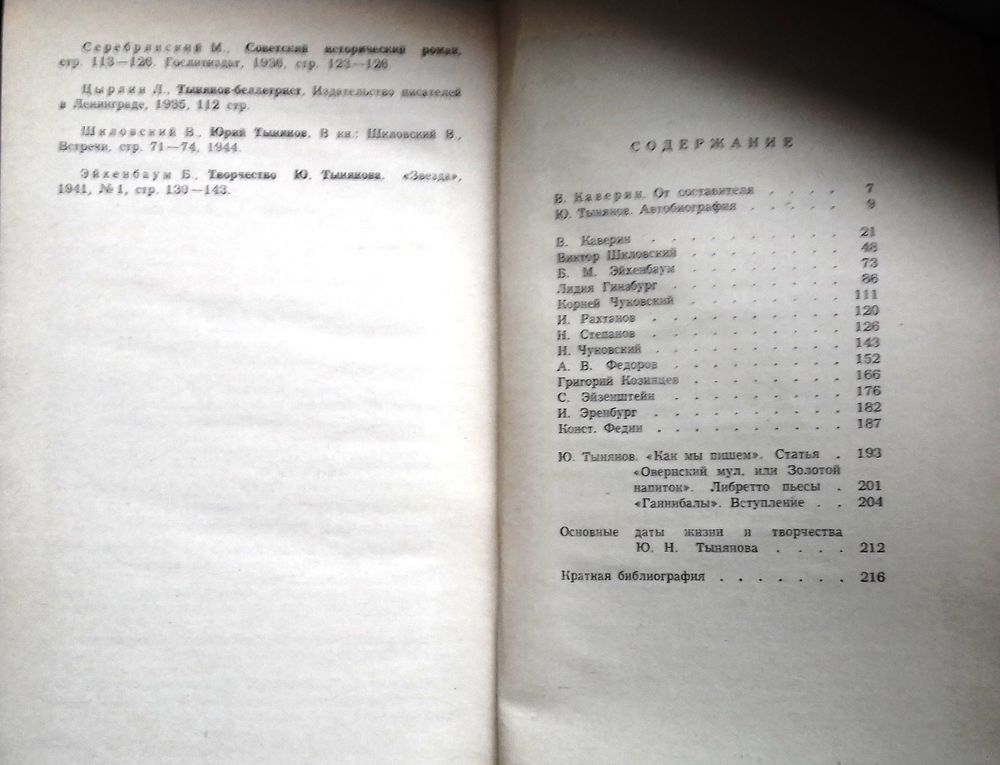 Серебрянский М., Советский исторический роман,
стр. 113—126. Гослитиздат, 1936, стр. 123—126.
Цырлин Л., Тынянов-беллетрист. Издательство писателей
в Ленинграде, 1935, 112 стр.
Шкловский В., Юрий Тынянов. В кн.: Шкловский В.,
Встречи, стр. 71—74, 1944.
Эйхенбаум Б., Творчество Ю. Тынянова. «Звезда»,
1941, № 1, стр. 130—143.
СОДЕРЖАНИЕ
В. Каверин. От составителя . . . . 7
Ю. Тынянов. Автобиография . . . . . 9
В. Каверин . . . . . . . . . 21
Виктор Шкловский . . . . . . . 48
Б. М. Эйхенбаум . . . . . . . 73
Лидия Гинзбург . . . . . . . . 86
Корней Чуковский . . . . . . . 111
И. Рахтанов . . . . . . . . . 120
Н. Степанов . . . . . . . . . 126
Н. Чуковский . . . . . . . . . 143
А. В. Федоров . . . . . . . . 152
Григорий Козинцев . . . . . . . 166
С. Эйзенштейн . . . . . . . . 176
И. Эренбург . . . . . . . . . 182
Конст. Федин . . . . . . . . . 187
Ю. Тынянов. «Как мы пишем». Статья . 193
«Овернский мул, или Золотой
напиток». Либретто пьесы . 201
«Ганнибалы». Вступление . . 204
Основные даты жизни и творчества
Ю. Н. Тынянова . . . . 212
Краткая библиография . . . . . . . 216